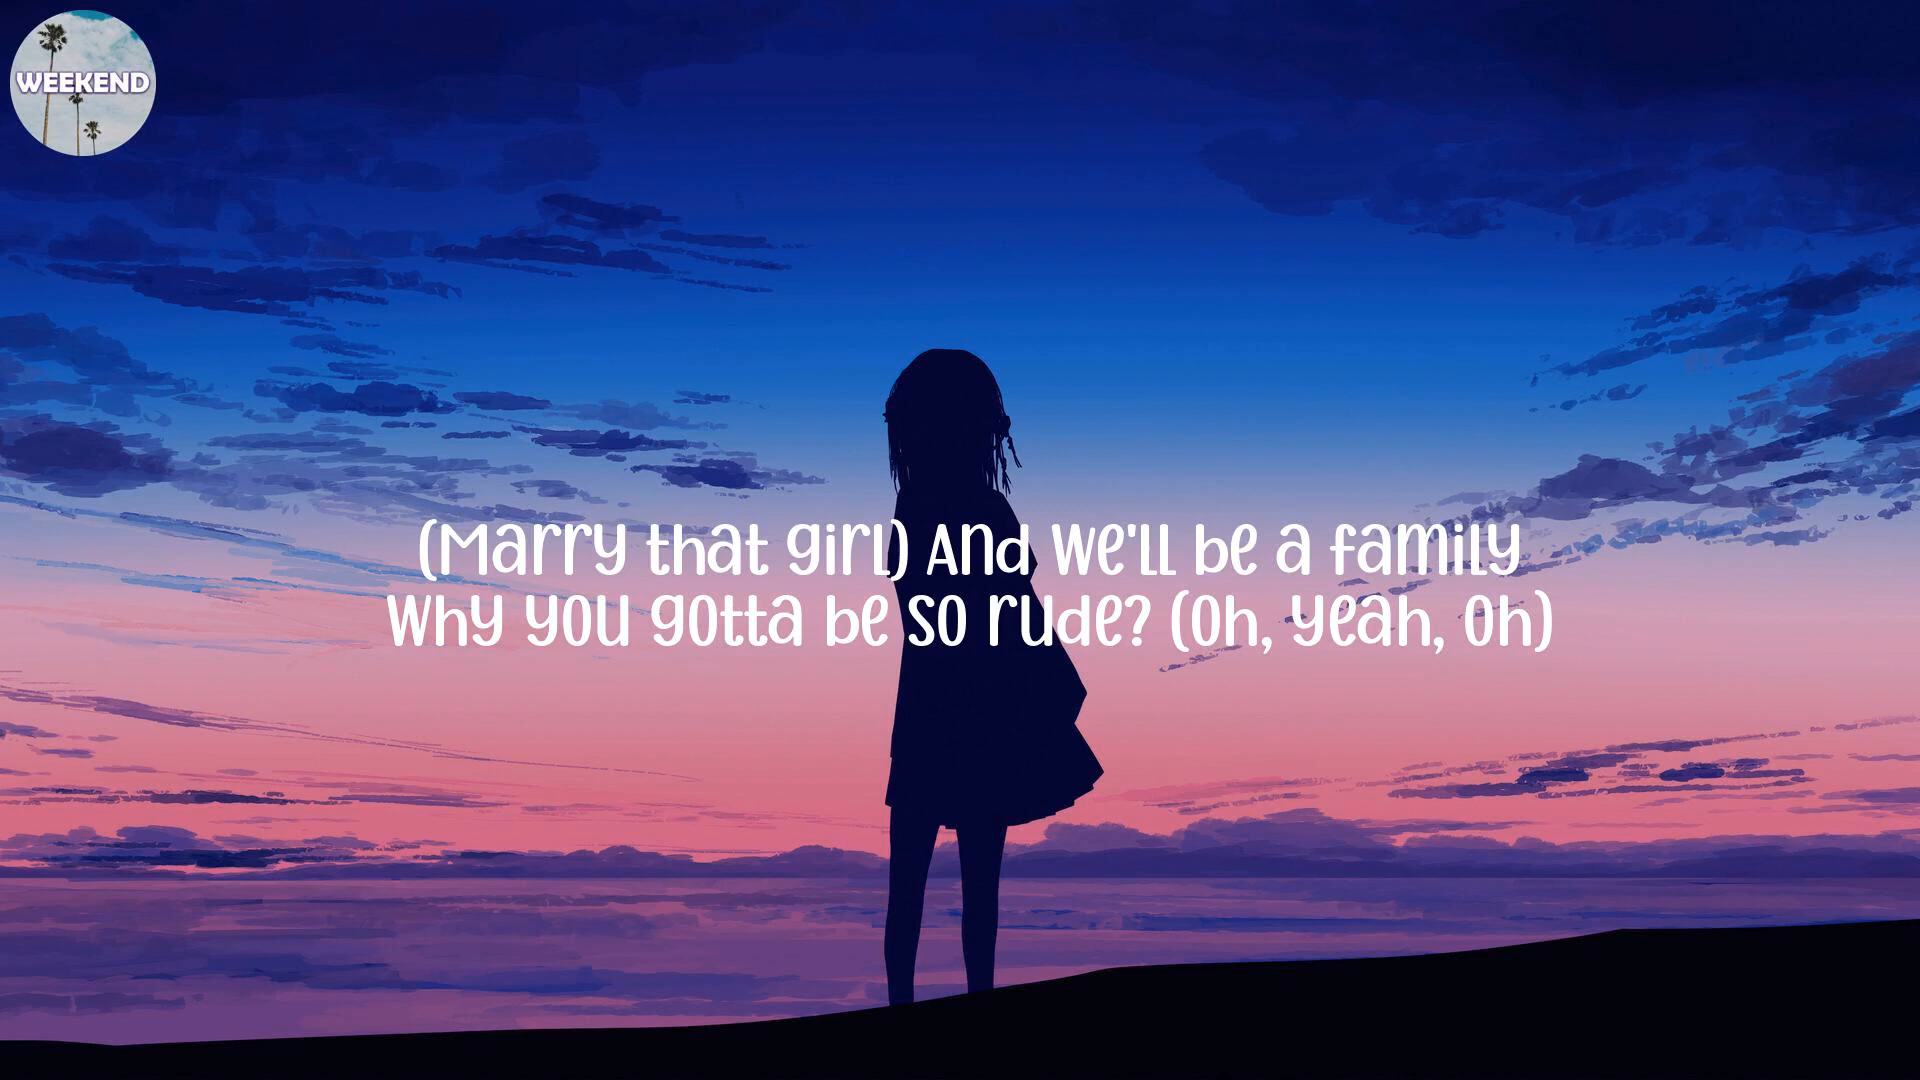 WEEKEND
(Marry that girl) And we'll be a family
Why you gotta be so rude? (Oh, yeah, oh)